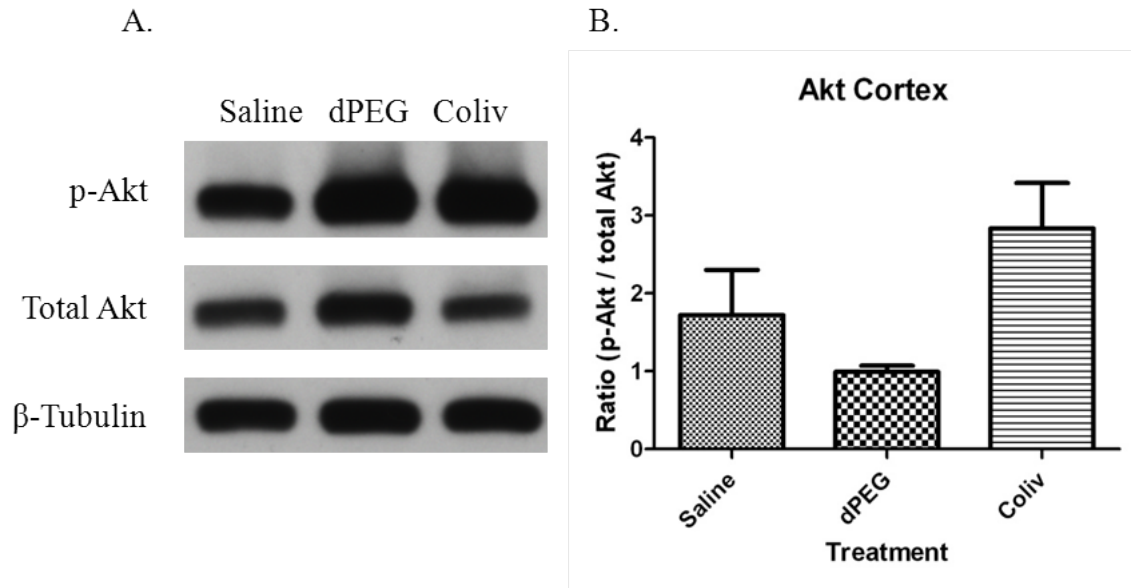 A.
Saline dPEG Coliv
p-Akt
Total Akt
β-Tubulin
B.
Akt Cortex
Ratio (p-Akt / total Akt)
4
3
2
1
0
Saline
dPEG
Coliv
Treatment